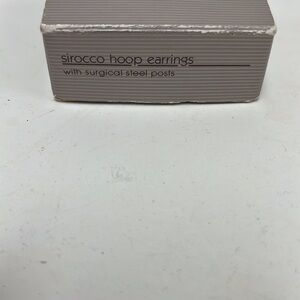 sirocco hoop earrings
with surgical steel posts